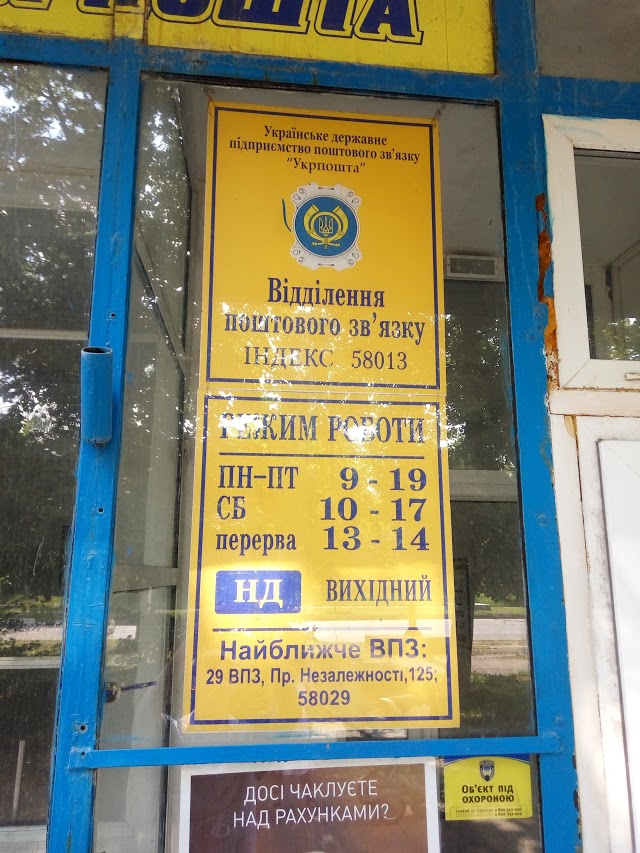 ПОШТА
Українське державне
підприємство поштового зв'язку
"Укрпошта"
Відділення
поштового зв'язку
ІНДЕКС 58013
РЕЖИМ РОБОТИ
ПН-ПТ 9 - 19
СБ 10 - 17
перерва 13 - 14
НД ВИХІДНИЙ
Найближче ВПЗ:
29 ВПЗ, Пр. Незалежності,125;
58029
ДОСІ ЧАКЛУЄТЕ
НАД РАХУНКАМИ?
ОБ'ЄКТ ПІД
ОХОРОНОЮ